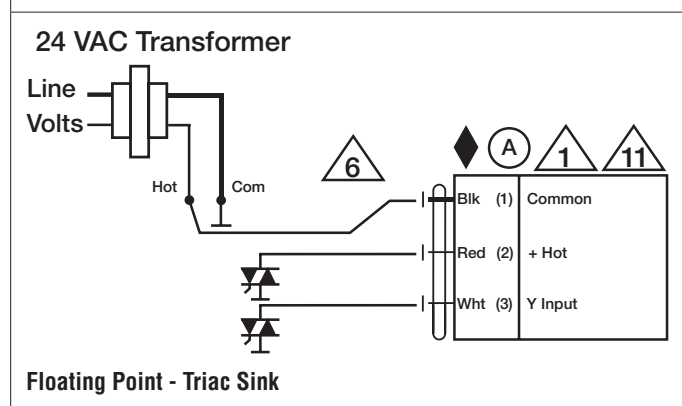 24 VAC Transformer
Line
Volts
Hot
Com
6
A
1
11
Blk (1) Common
Red (2) + Hot
Wht (3) Y Input
Floating Point - Triac Sink